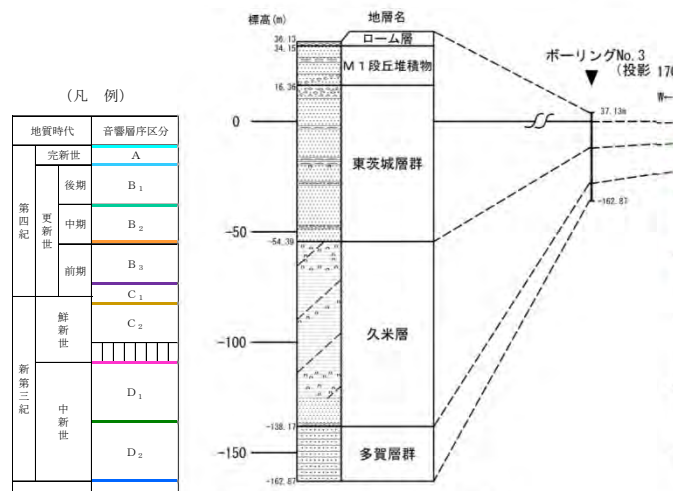 標高(m)
地層名
36.13
34.15
ローム層
M1段丘堆積物
16.36
0
東茨城層群
-50
-54.39
久米層
-100
-138.17
-150
多賀層群
-162.87
ボーリングNo.3
(投影 170
W←
37.13m
-162.87
(凡 例)
地質時代 音響層序区分
第四紀
完新世 A
更新世
後期 B1
中期 B2
前期 B3
C1
新第三紀
鮮新世 C2
中新世
D1
D2